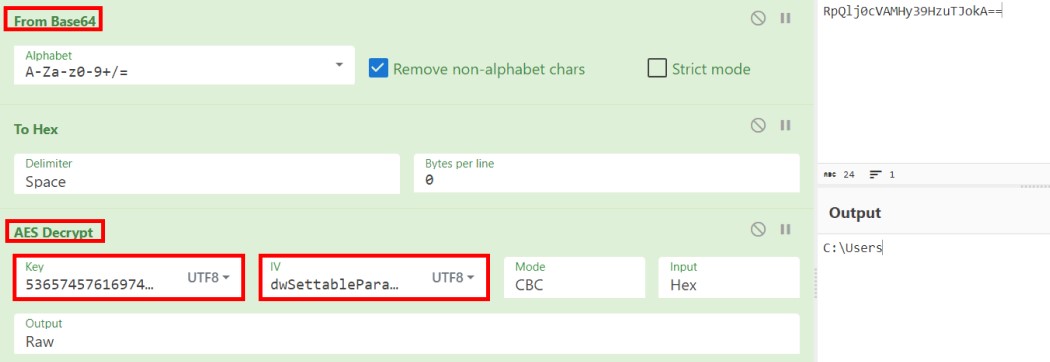 From Base64
Alphabet
A-Za-z0-9+/=
Remove non-alphabet chars
Strict mode
To Hex
Delimiter
Space
Bytes per line
0
AES Decrypt
Key
53657457616974…
UTF8
IV
dwSettablePara…
UTF8
Mode
CBC
Input
Hex
Output
Raw
RpQlj0cVAMHy39HzuTJokA==
ABC 24 1
Output
C:\Users